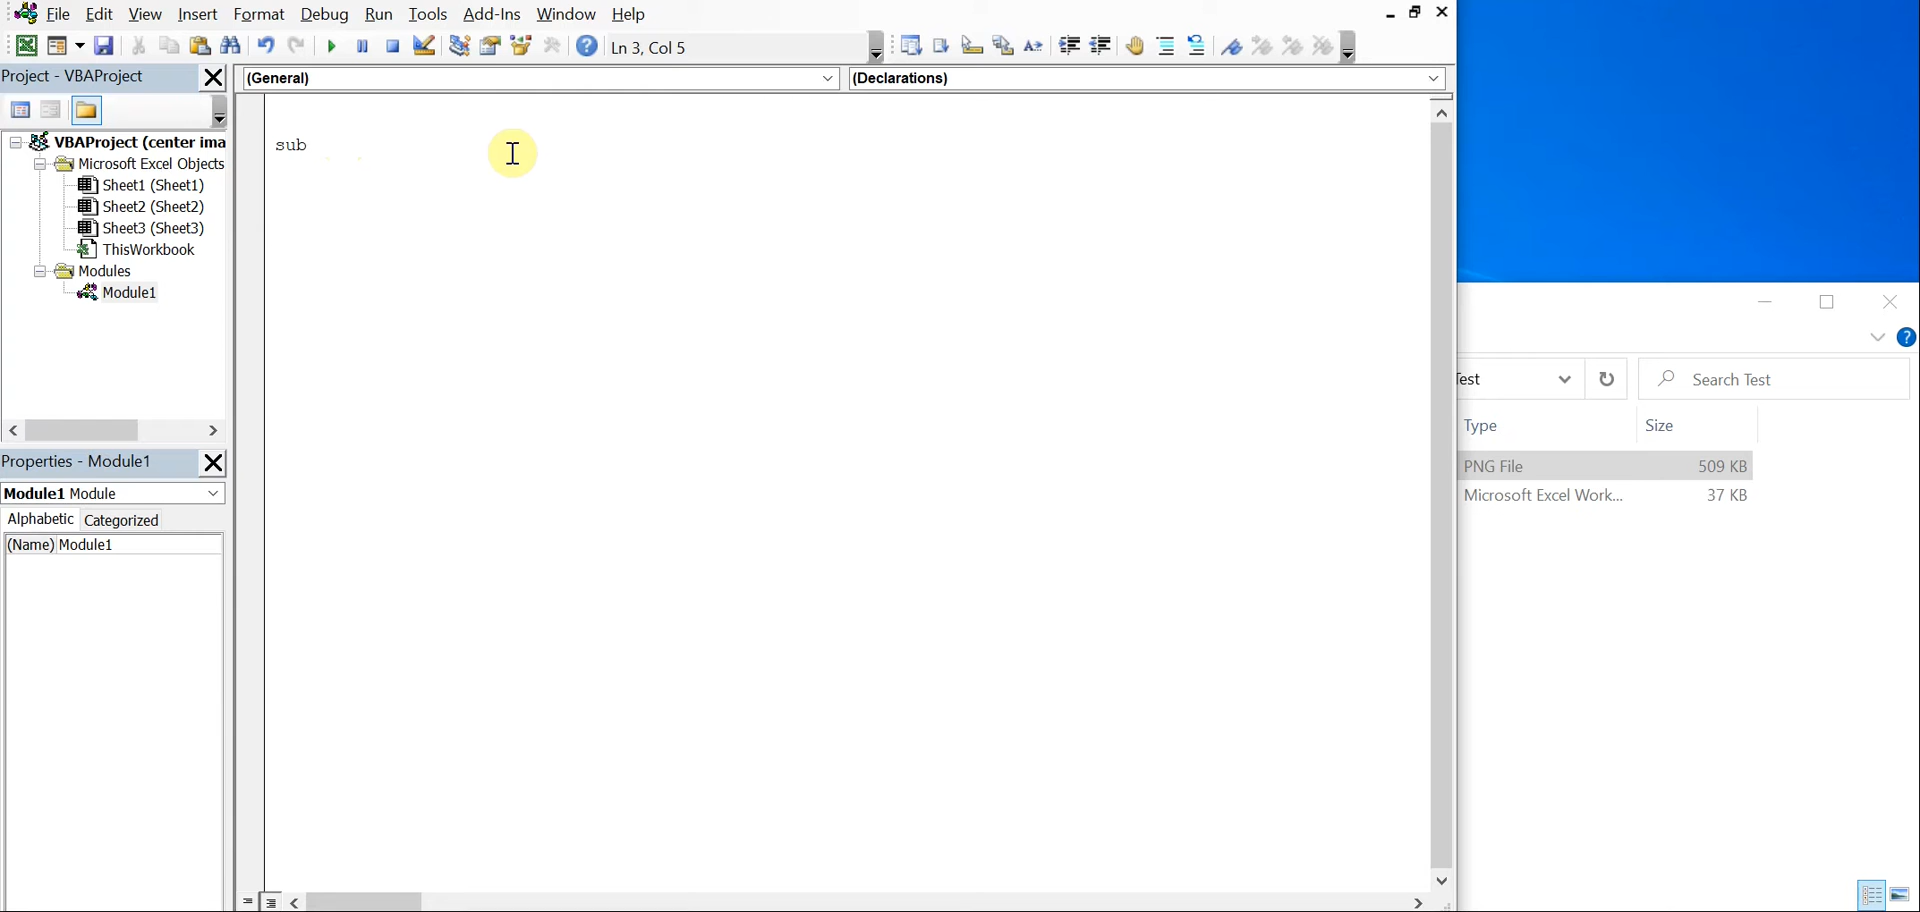 File Edit View Insert Format Debug Run Tools Add-Ins Window Help
Ln 3, Col 5
Project - VBAProject
(General)
(Declarations)
VBAProject (center ima
Microsoft Excel Objects
Sheet1 (Sheet1)
Sheet2 (Sheet2)
Sheet3 (Sheet3)
ThisWorkbook
Modules
Module1
sub
Properties - Module1
Module1 Module
Alphabetic Categorized
(Name) Module1
Test
Search Test
Type Size
PNG File 509 KB
Microsoft Excel Work... 37 KB